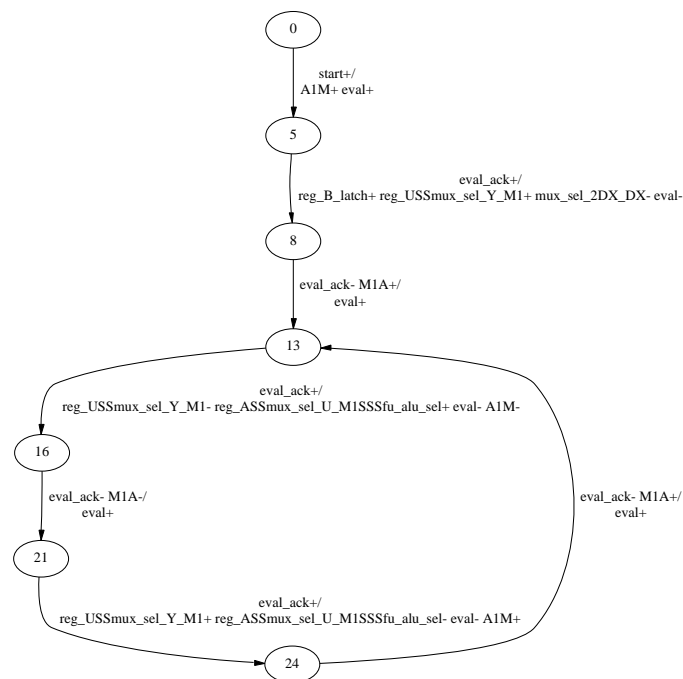 0
start+/
A1M+ eval+
5
eval_ack+/
reg_B_latch+ reg_USSmux_sel_Y_M1+ mux_sel_2DX_DX- eval-
8
eval_ack- M1A+/
eval+
13
eval_ack+/
reg_USSmux_sel_Y_M1- reg_ASSmux_sel_U_M1SSSfu_alu_sel+ eval- A1M-
16
eval_ack- M1A-/
eval+
eval_ack- M1A+/
eval+
21
eval_ack+/
reg_USSmux_sel_Y_M1+ reg_ASSmux_sel_U_M1SSSfu_alu_sel- eval- A1M+
24